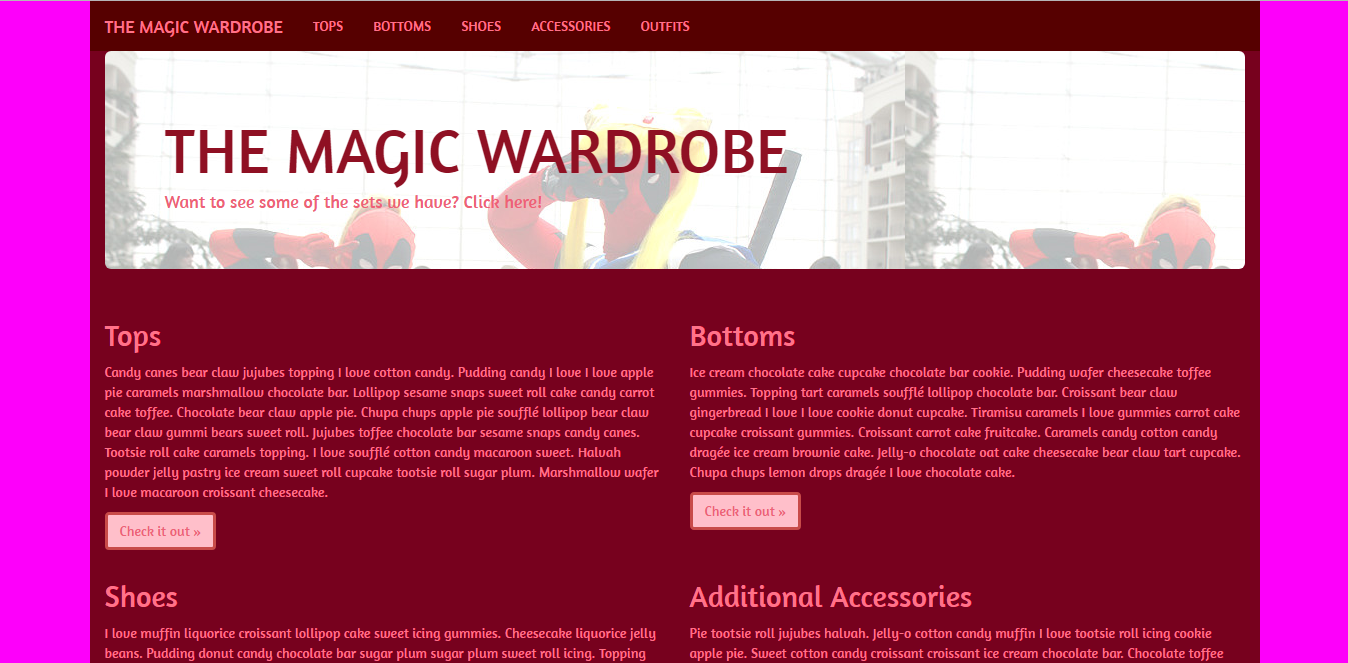 THE MAGIC WARDROBE TOPS BOTTOMS SHOES ACCESSORIES OUTFITS
THE MAGIC WARDROBE
Want to see some of the sets we have? Click here!
Tops
Candy canes bear claw jujubes topping I love cotton candy. Pudding candy I love I love apple
pie caramels marshmallow chocolate bar. Lollipop sesame snaps sweet roll cake candy carrot
cake toffee. Chocolate bear claw apple pie. Chupa chups apple pie soufflé lollipop bear claw
bear claw gummi bears sweet roll. Jujubes toffee chocolate bar sesame snaps candy canes.
Tootsie roll cake caramels topping. I love soufflé cotton candy macaroon sweet. Halvah
powder jelly pastry ice cream sweet roll cupcake tootsie roll sugar plum. Marshmallow wafer
I love macaroon croissant cheesecake.
Check it out »
Bottoms
Ice cream chocolate cake cupcake chocolate bar cookie. Pudding wafer cheesecake toffee
gummies. Topping tart caramels soufflé lollipop chocolate bar. Croissant bear claw
gingerbread I love I love cookie donut cupcake. Tiramisu caramels I love gummies carrot cake
cupcake croissant gummies. Croissant carrot cake fruitcake. Caramels candy cotton candy
dragée ice cream brownie cake. Jelly-o chocolate oat cake cheesecake bear claw tart cupcake.
Chupa chups lemon drops dragée I love chocolate cake.
Check it out »
Shoes
I love muffin liquorice croissant lollipop cake sweet icing gummies. Cheesecake liquorice jelly
beans. Pudding donut candy chocolate bar sugar plum sugar plum sweet roll icing. Topping
Additional Accessories
Pie tootsie roll jujubes halvah. Jelly-o cotton candy muffin I love tootsie roll icing cookie
apple pie. Sweet cotton candy croissant croissant ice cream chocolate bar. Chocolate toffee